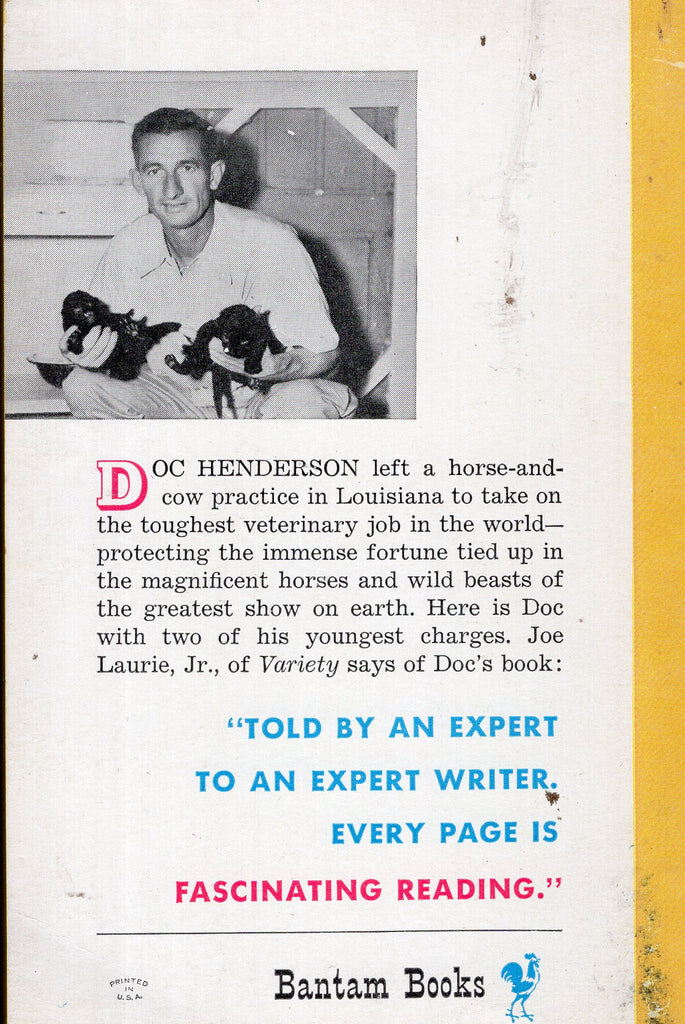 DOC HENDERSON left a horse-and-
cow practice in Louisiana to take on
the toughest veterinary job in the world—
protecting the immense fortune tied up in
the magnificent horses and wild beasts of
the greatest show on earth. Here is Doc
with two of his youngest charges. Joe
Laurie, Jr., of Variety says of Doc's book:
"TOLD BY AN EXPERT
TO AN EXPERT WRITER.
EVERY PAGE IS
FASCINATING READING."
PRINTED
IN
U.S.A.
Bantam Books